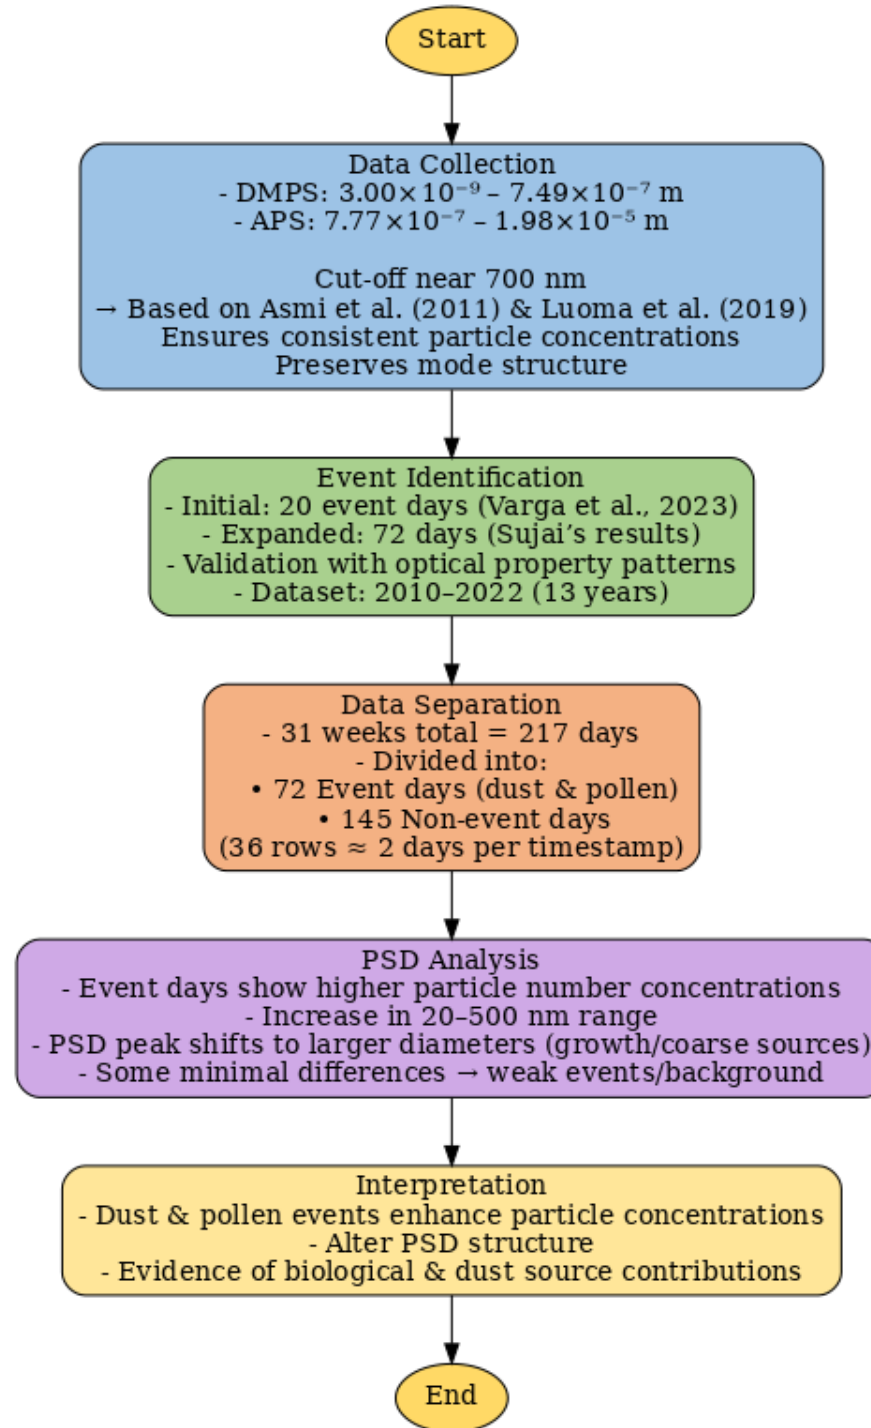 Start
Data Collection
- DMPS: 3.00×10⁻⁹ – 7.49×10⁻⁷ m
- APS: 7.77×10⁻⁷ – 1.98×10⁻⁵ m
Cut-off near 700 nm
→ Based on Asmi et al. (2011) & Luoma et al. (2019)
Ensures consistent particle concentrations
Preserves mode structure
Event Identification
- Initial: 20 event days (Varga et al., 2023)
- Expanded: 72 days (Sujai’s results)
- Validation with optical property patterns
- Dataset: 2010–2022 (13 years)
Data Separation
- 31 weeks total = 217 days
- Divided into:
• 72 Event days (dust & pollen)
• 145 Non-event days
(36 rows ≈ 2 days per timestamp)
PSD Analysis
- Event days show higher particle number concentrations
- Increase in 20–500 nm range
- PSD peak shifts to larger diameters (growth/coarse sources)
- Some minimal differences → weak events/background
Interpretation
- Dust & pollen events enhance particle concentrations
- Alter PSD structure
- Evidence of biological & dust source contributions
End